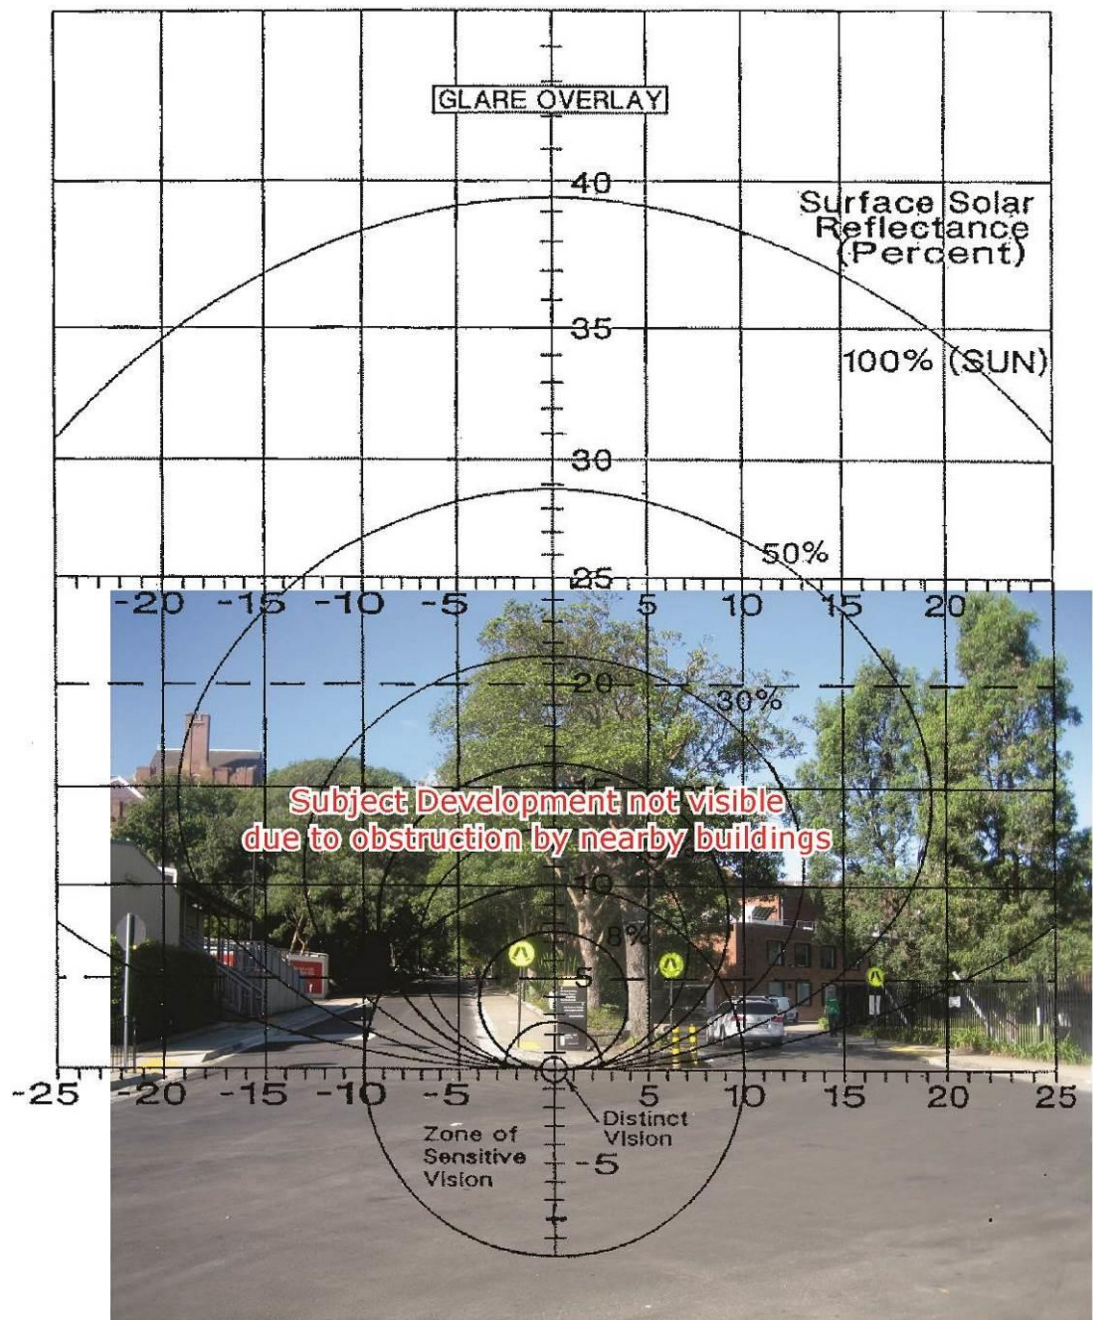 GLARE OVERLAY
40
Surface Solar
Reflectance
(Percent)
35
100% (SUN)
30
50%
25
-20 -15 -10 -5 5 10 15 20
20
30%
15
Subject Development not visible
due to obstruction by nearby buildings
10
8%
5
-25 -20 -15 -10 -5 5 10 15 20 25
Distinct
Vision
Zone of
Sensitive
Vision
-5